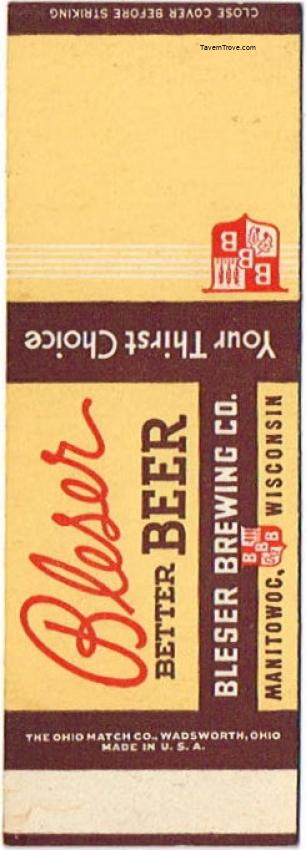 CLOSE COVER BEFORE STRIKING
TavernTrove.com
B B
B
B
Your Thirst Choice
Bleser
BETTER BEER
BLESER BREWING CO.
MANITOWOC, WISCONSIN
B B B
THE OHIO MATCH CO., WADSWORTH, OHIO
MADE IN U. S. A.